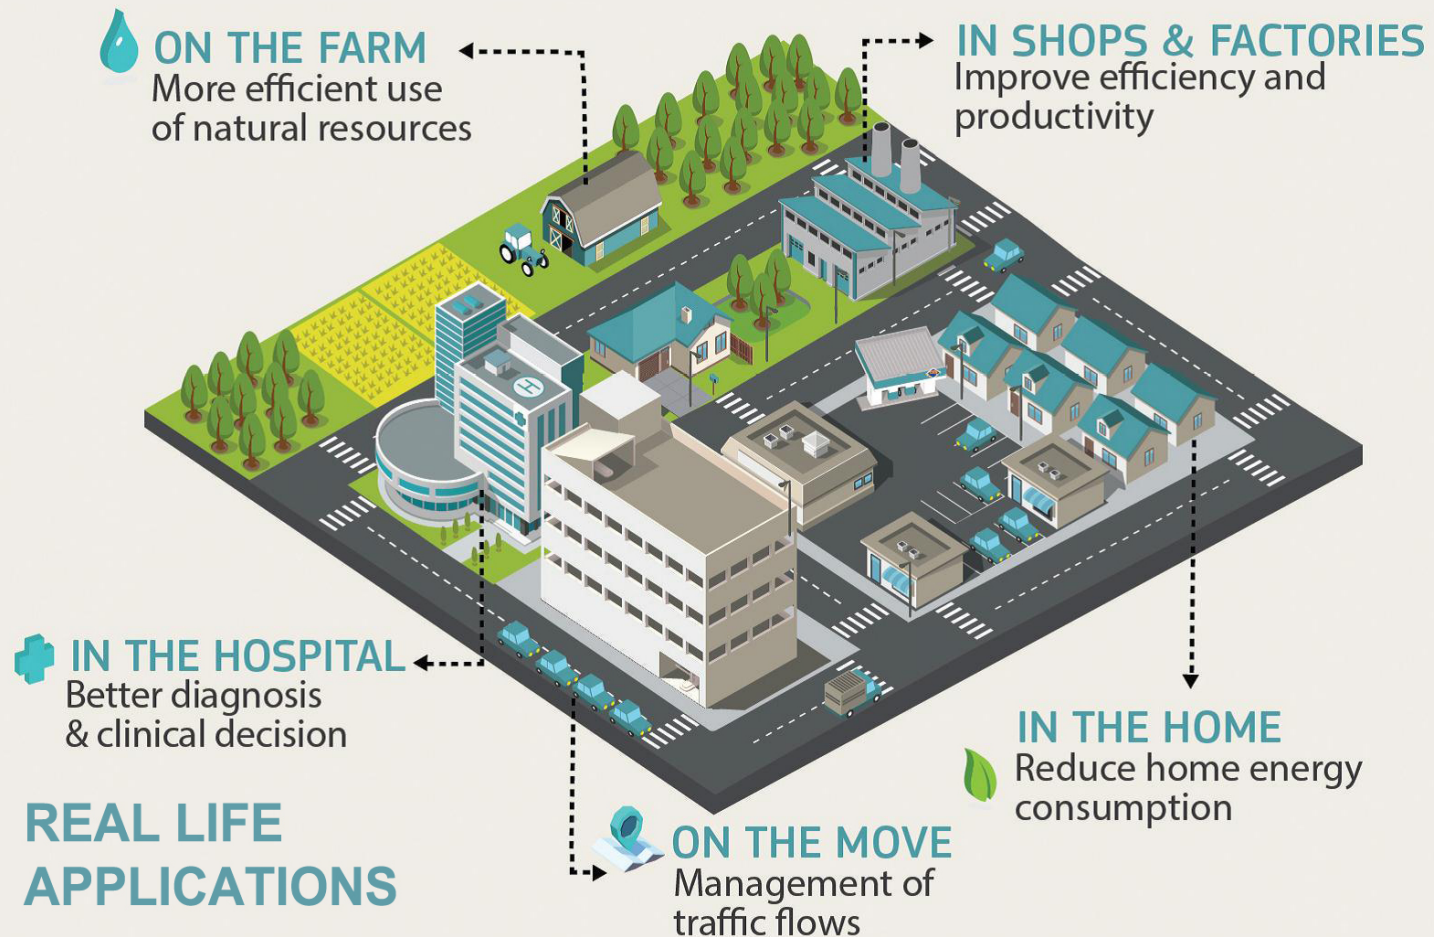 ON THE FARM
More efficient use
of natural resources
IN SHOPS & FACTORIES
Improve efficiency and
productivity
IN THE HOSPITAL
Better diagnosis
& clinical decision
IN THE HOME
Reduce home energy
consumption
ON THE MOVE
Management of
traffic flows
REAL LIFE
APPLICATIONS
H